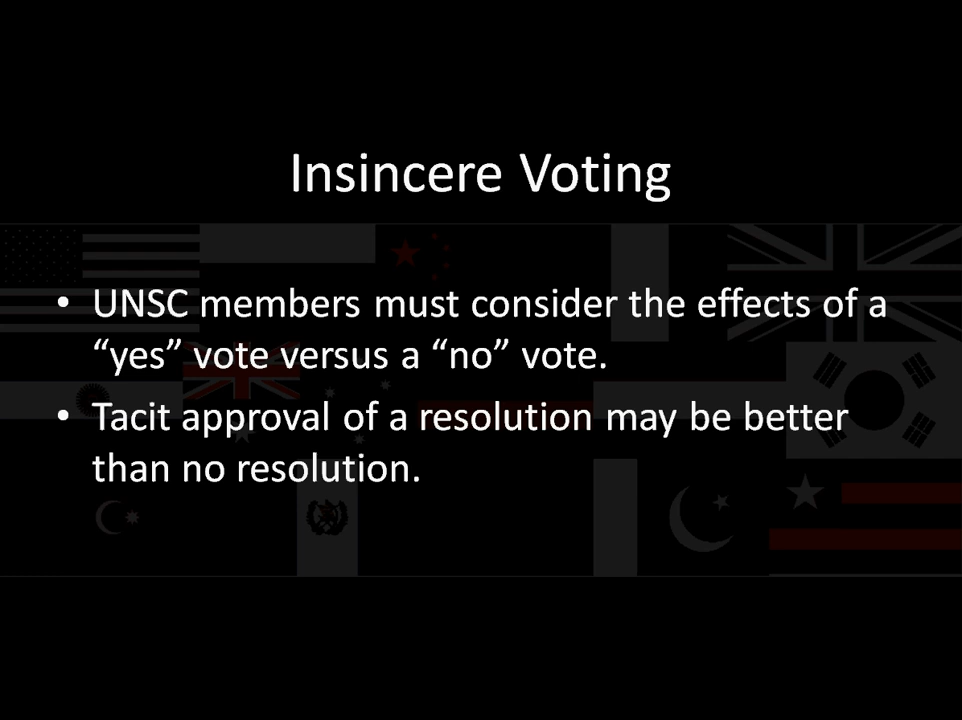 Insincere Voting
• UNSC members must consider the effects of a
“yes” vote versus a “no” vote.
• Tacit approval of a resolution may be better
than no resolution.